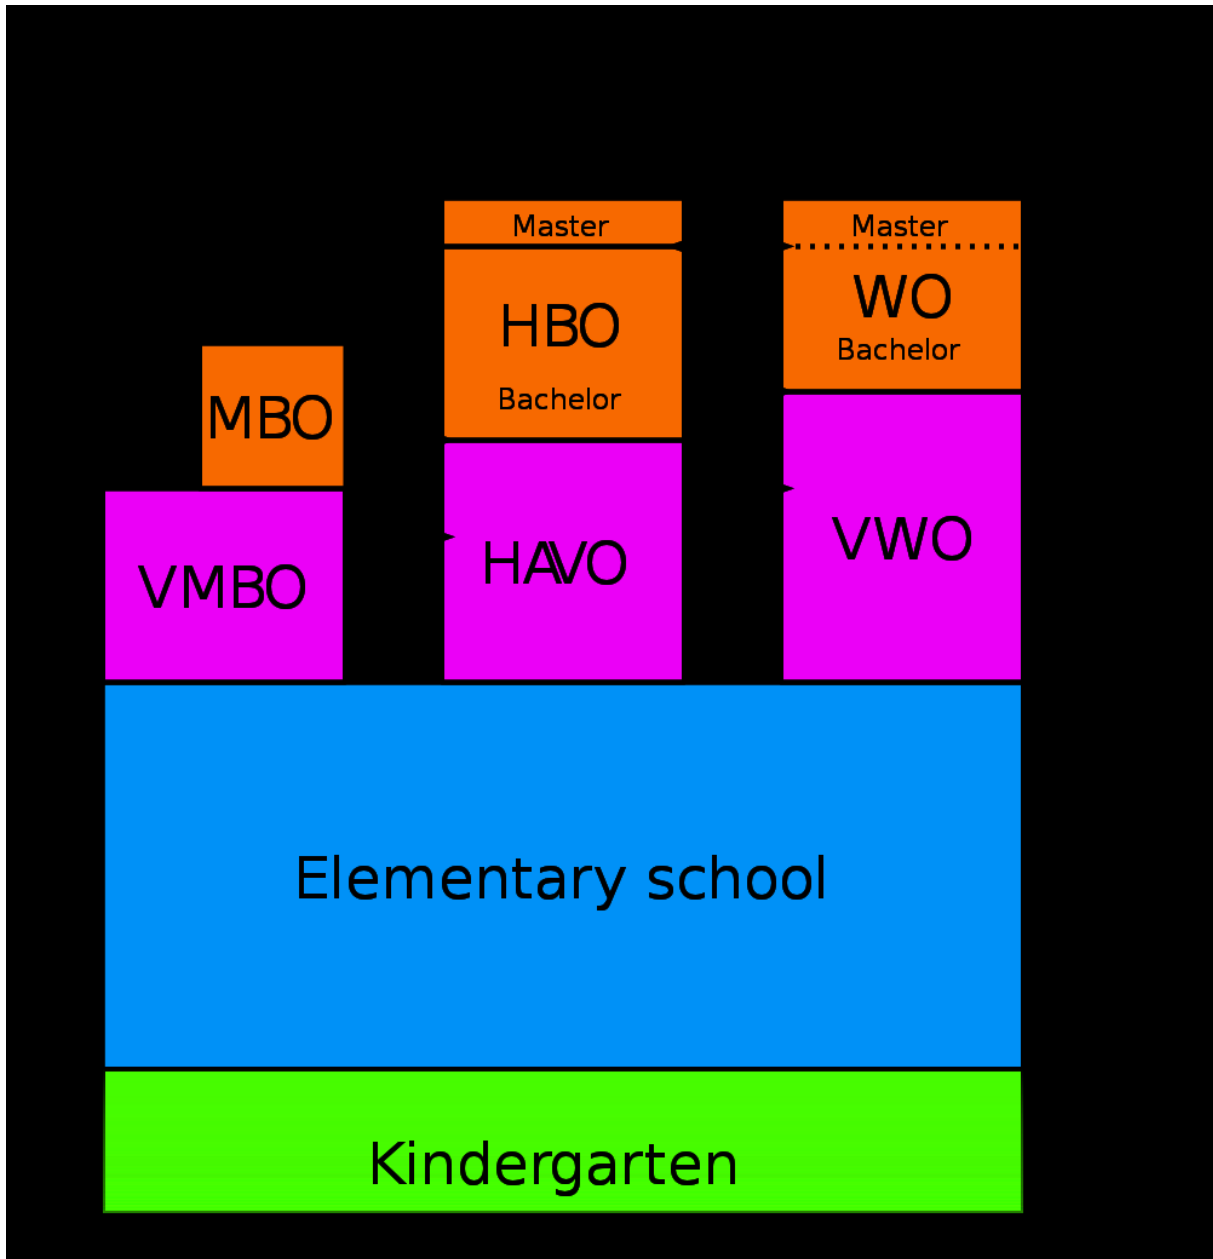 Master
Master
HBO
WO
Bachelor
Bachelor
MBO
VMBO
HAVO
VWO
Elementary school
Kindergarten